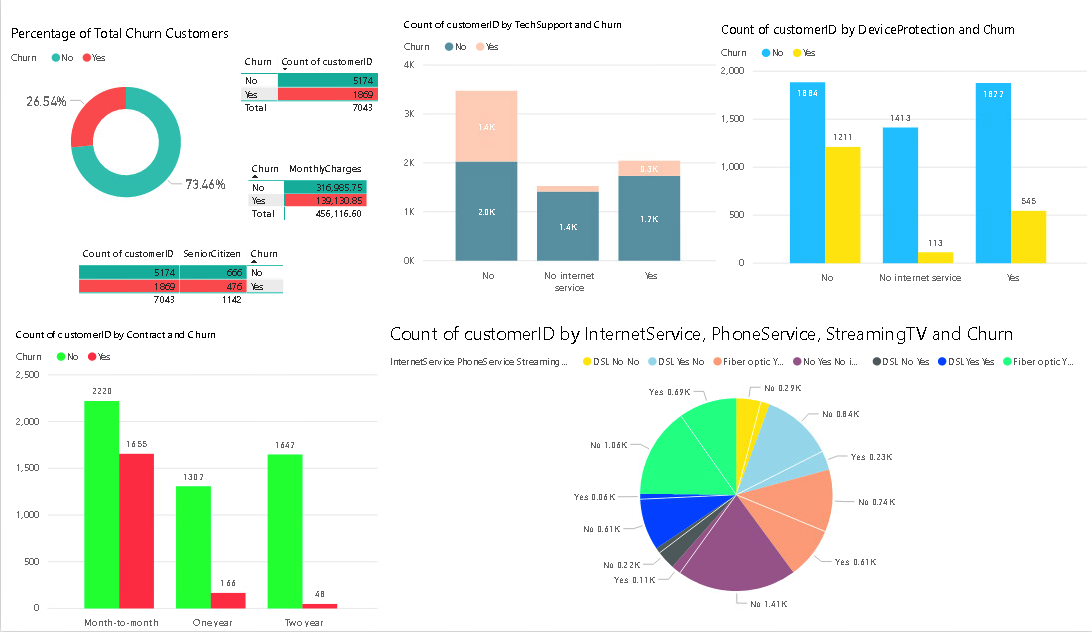 Percentage of Total Churn Customers
Churn No Yes
26.54%
73.46%
Churn Count of customerID
No 5174
Yes 1869
Total 7043
Churn MonthlyCharges
No 316,985.75
Yes 139,130.85
Total 456,116.60
Count of customerID SeniorCitizen Churn
5174 666 No
1869 476 Yes
7043 1142
Count of customerID by TechSupport and Churn
Churn No Yes
4K
3K
2K
1K
0K
1.4K
2.0K
1.4K
0.3K
1.7K
No
No internet
service
Yes
Count of customerID by DeviceProtection and Churn
Churn No Yes
2,000
1,500
1,000
500
0
1884
1211
1413
113
1877
545
No No internet service Yes
Count of customerID by Contract and Churn
Churn No Yes
2,500
2,000
1,500
1,000
500
0
2220
1655
1307
166
1647
48
Month-to-month One year Two year
Count of customerID by InternetService, PhoneService, StreamingTV and Churn
InternetService PhoneService Streaming... DSL No No DSL Yes No Fiber optic Y... No Yes No i... DSL No Yes DSL Yes Yes Fiber optic Y...
No 0.29K
No 0.84K
Yes 0.23K
No 0.74K
Yes 0.61K
No 1.41K
Yes 0.11K
No 0.22K
No 0.61K
Yes 0.06K
No 1.06K
Yes 0.69K